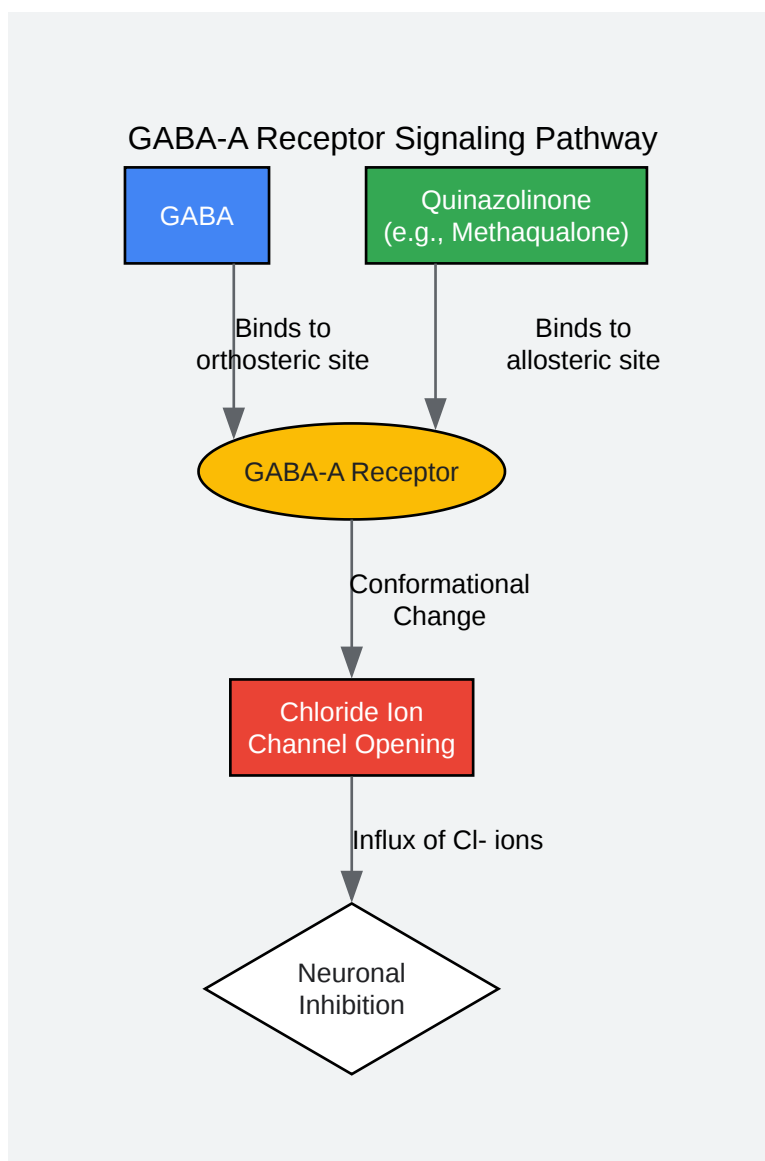 GABA-A Receptor Signaling Pathway
GABA
Quinazolinone
(e.g., Methaqualone)
Binds to
orthosteric site
Binds to
allosteric site
GABA-A Receptor
Conformational
Change
Chloride Ion
Channel Opening
Influx of Cl- ions
Neuronal
Inhibition